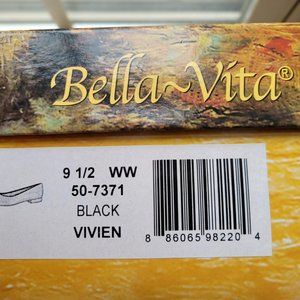 Bella~Vita®
9 1/2 WW
50-7371
BLACK
VIVIEN
8 86065 98220 4